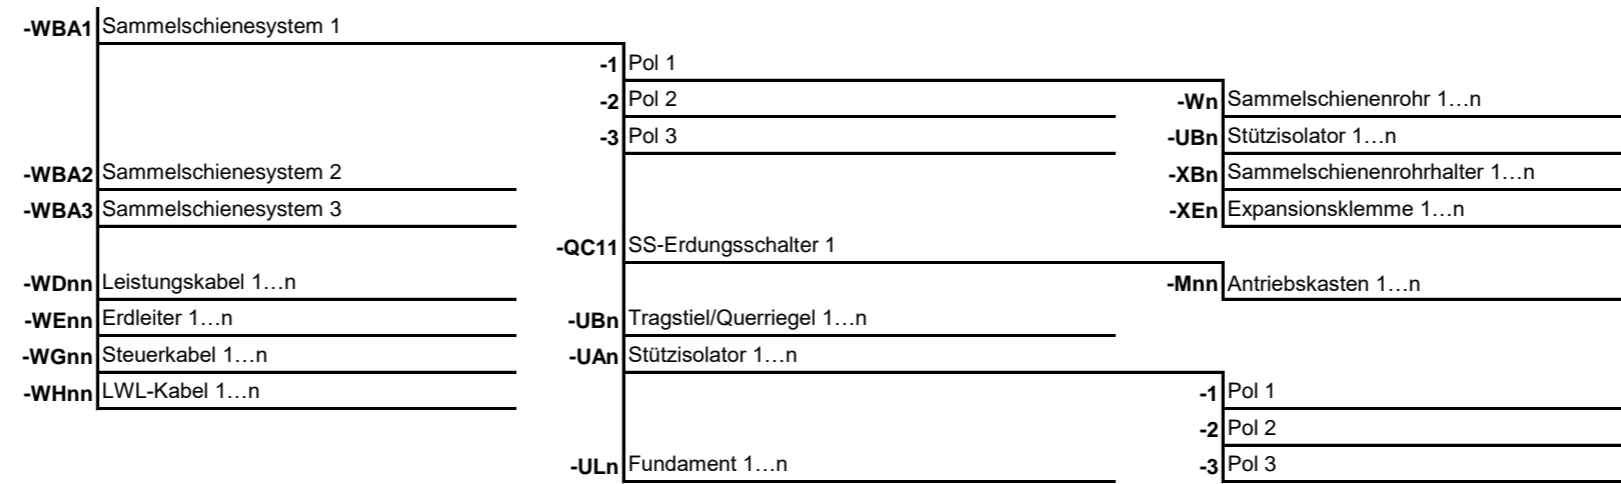 -WBA1 Sammelschienesystem 1
-1 Pol 1
-2 Pol 2 -Wn Sammelschienenrohr 1…n
-3 Pol 3 -UBn Stützisolator 1…n
-WBA2 Sammelschienesystem 2 -XBn Sammelschienenrohrhalter 1…n
-WBA3 Sammelschienesystem 3 -XEn Expansionsklemme 1…n
-QC11 SS-Erdungsschalter 1
-WDnn Leistungskabel 1…n -Mnn Antriebskasten 1…n
-WEnn Erdleiter 1…n -UBn Tragstiel/Querriegel 1…n
-WGnn Steuerkabel 1…n -UAn Stützisolator 1…n
-WHnn LWL-Kabel 1…n -1 Pol 1
-2 Pol 2
-ULn Fundament 1…n -3 Pol 3